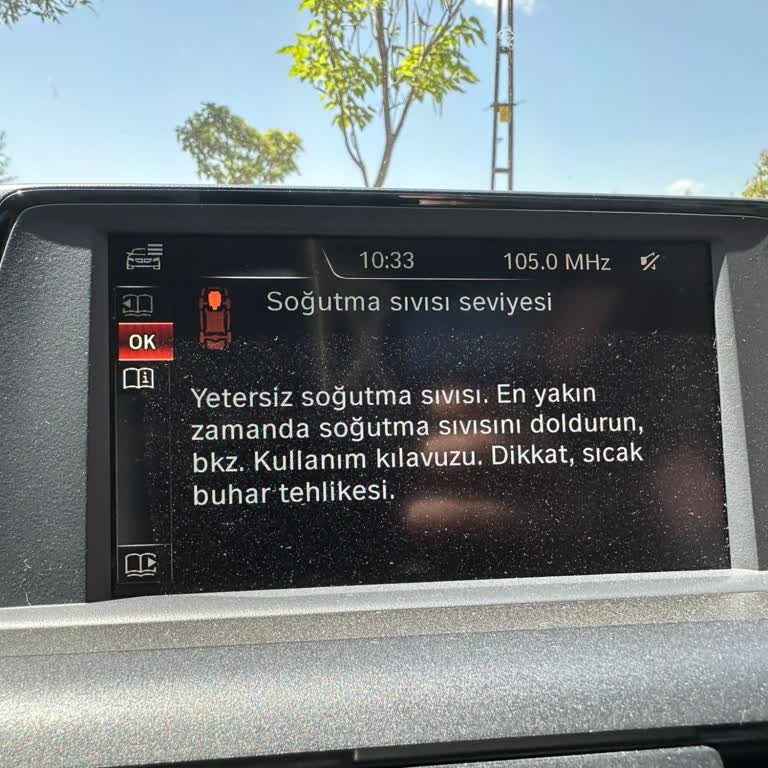 10:33 105.0 MHz
Soğutma sıvısı seviyesi
OK
Yetersiz soğutma sıvısı. En yakın
zamanda soğutma sıvısını doldurun,
bkz. Kullanım kılavuzu. Dikkat, sıcak
buhar tehlikesi.